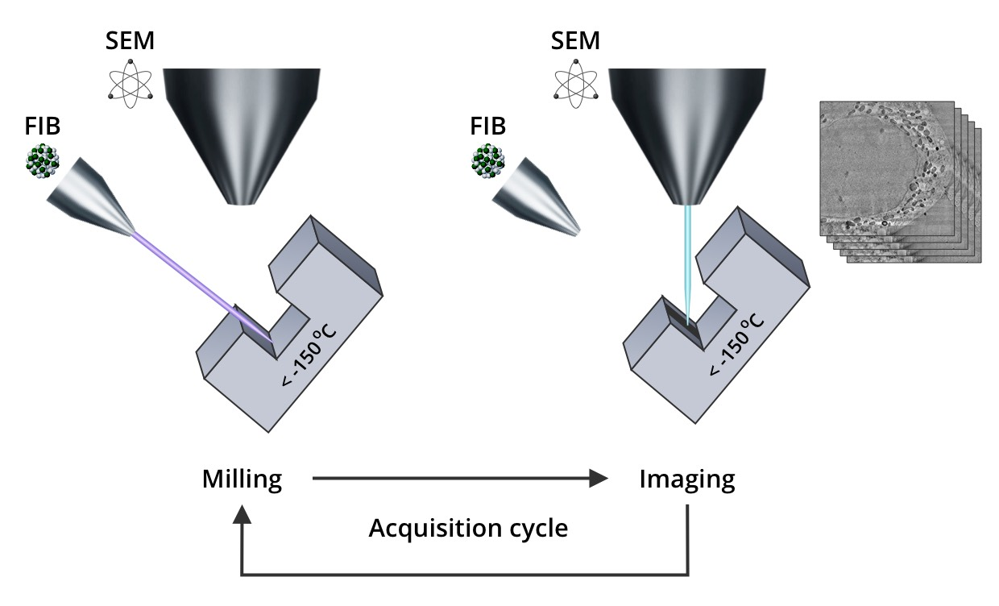 SEM
FIB
< -150 °C
SEM
FIB
< -150 °C
Milling
Imaging
Acquisition cycle